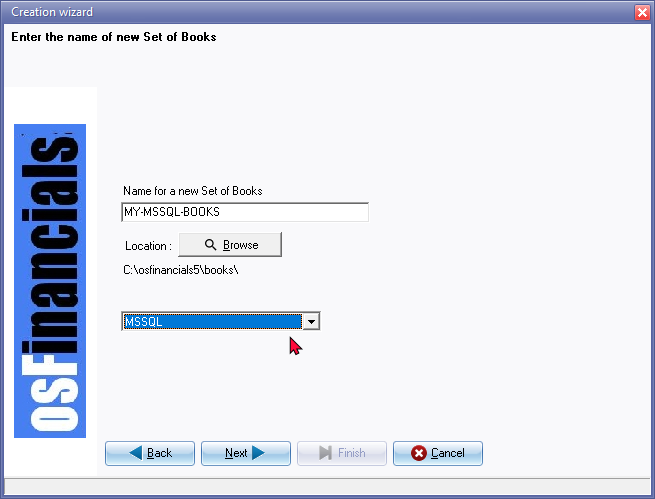 Creation wizard
Enter the name of new Set of Books
osFinancials
Name for a new Set of Books
MY-MSSQL-BOOKS
Location : Browse
C:\osfinancials5\books\
MSSQL
Back Next Finish Cancel